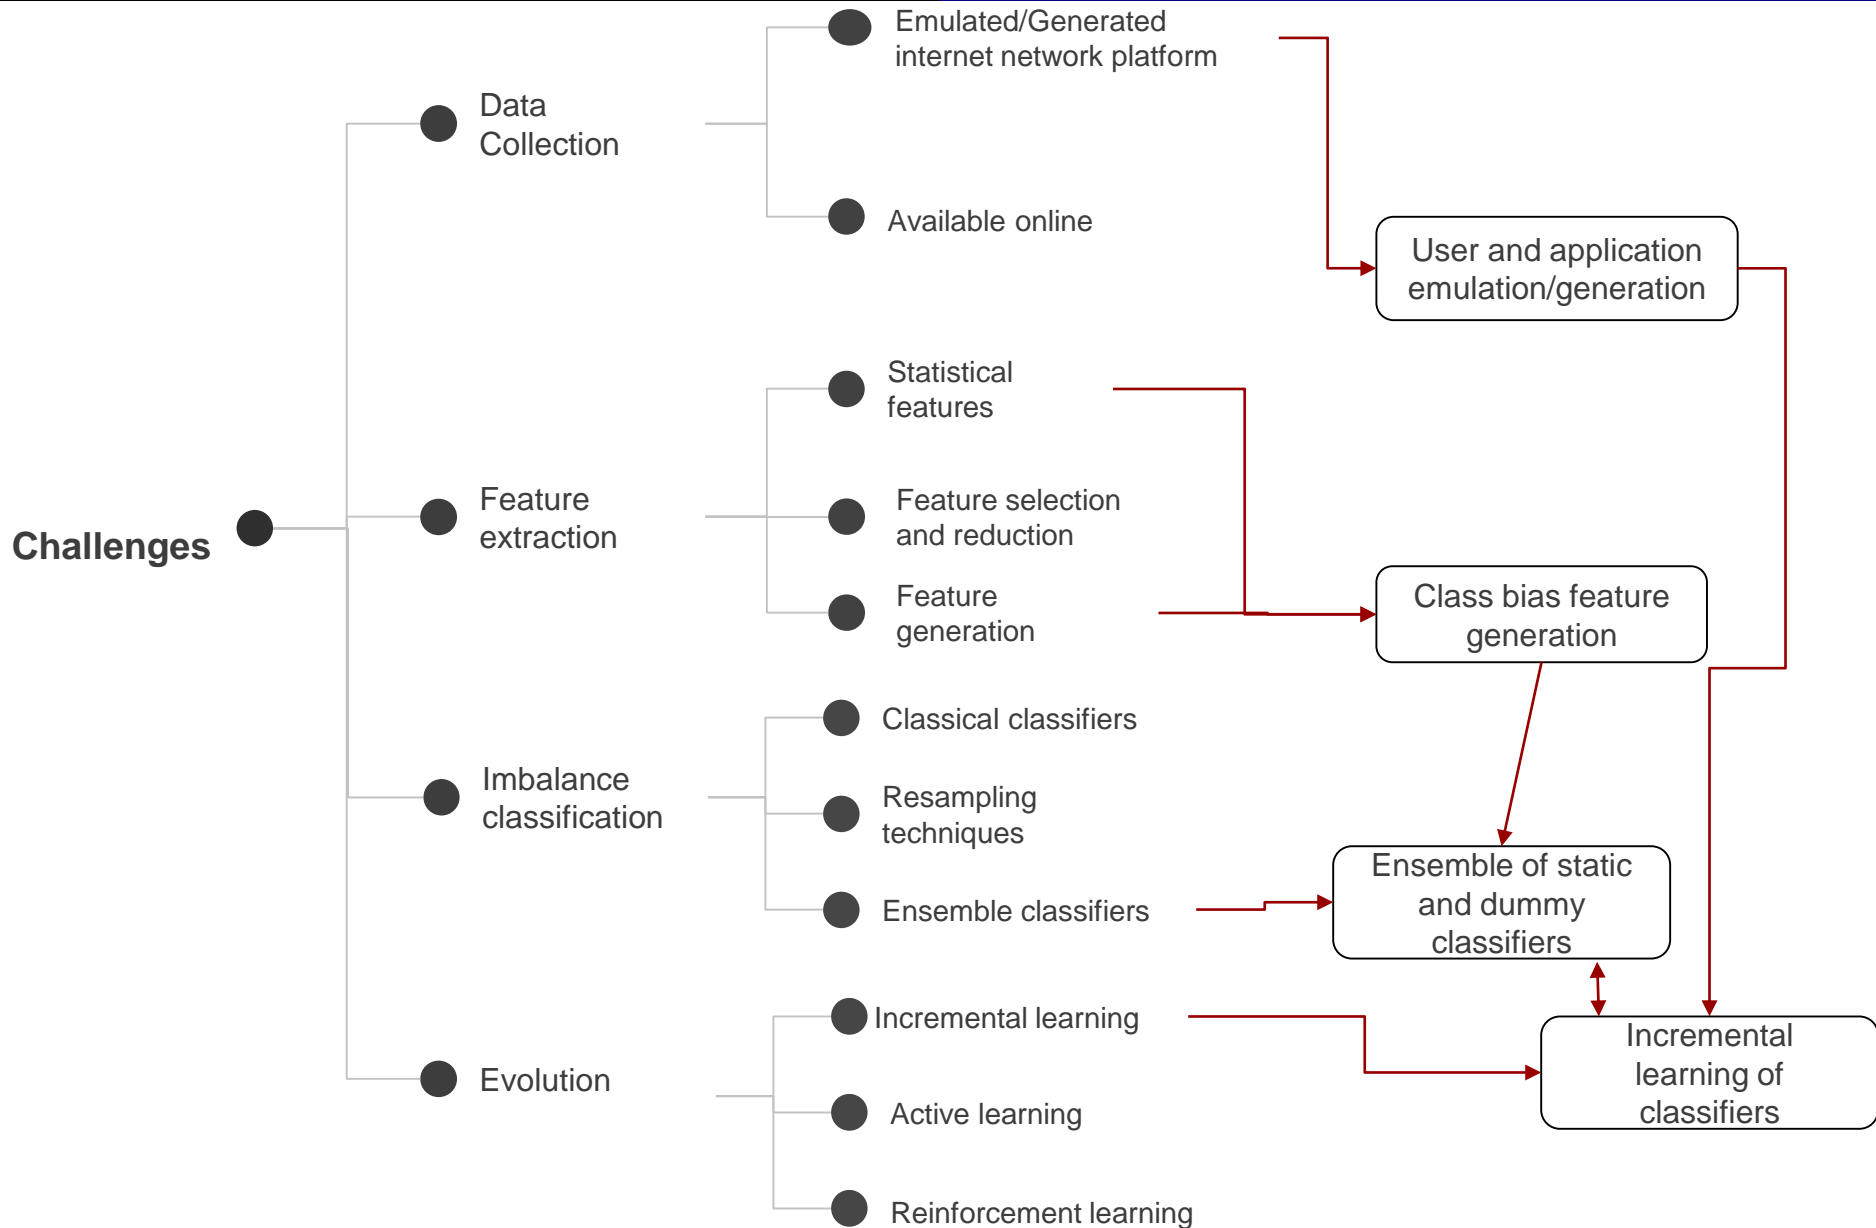 Challenges
Data
Collection
Emulated/Generated
internet network platform
Available online
User and application
emulation/generation
Feature
extraction
Statistical
features
Feature selection
and reduction
Feature
generation
Class bias feature
generation
Imbalance
classification
Classical classifiers
Resampling
techniques
Ensemble classifiers
Ensemble of static
and dummy
classifiers
Evolution
Incremental learning
Active learning
Reinforcement learning
Incremental
learning of
classifiers